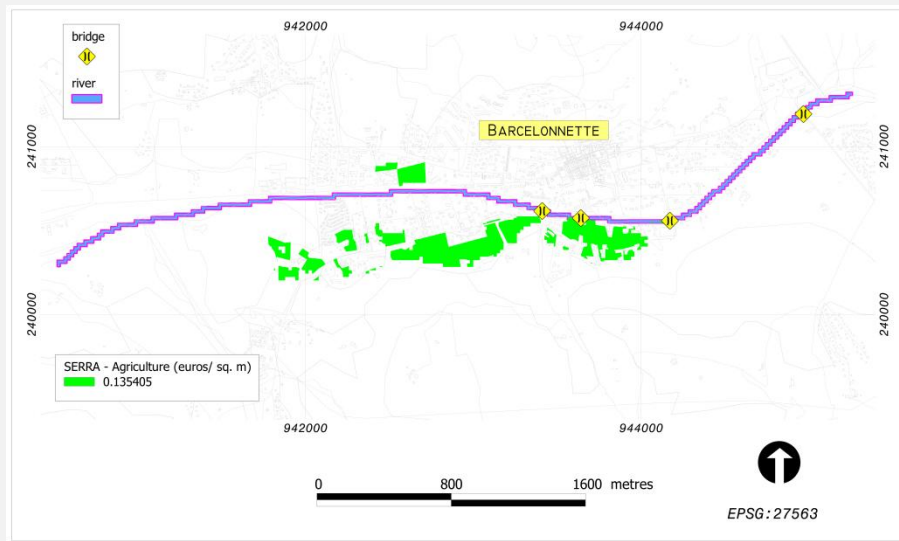 942000
944000
bridge
river
BARCELONNETTE
241000
241000
240000
240000
SERRA - Agriculture (euros/ sq. m)
0.135405
942000
944000
0 800 1600 metres
EPSG:27563